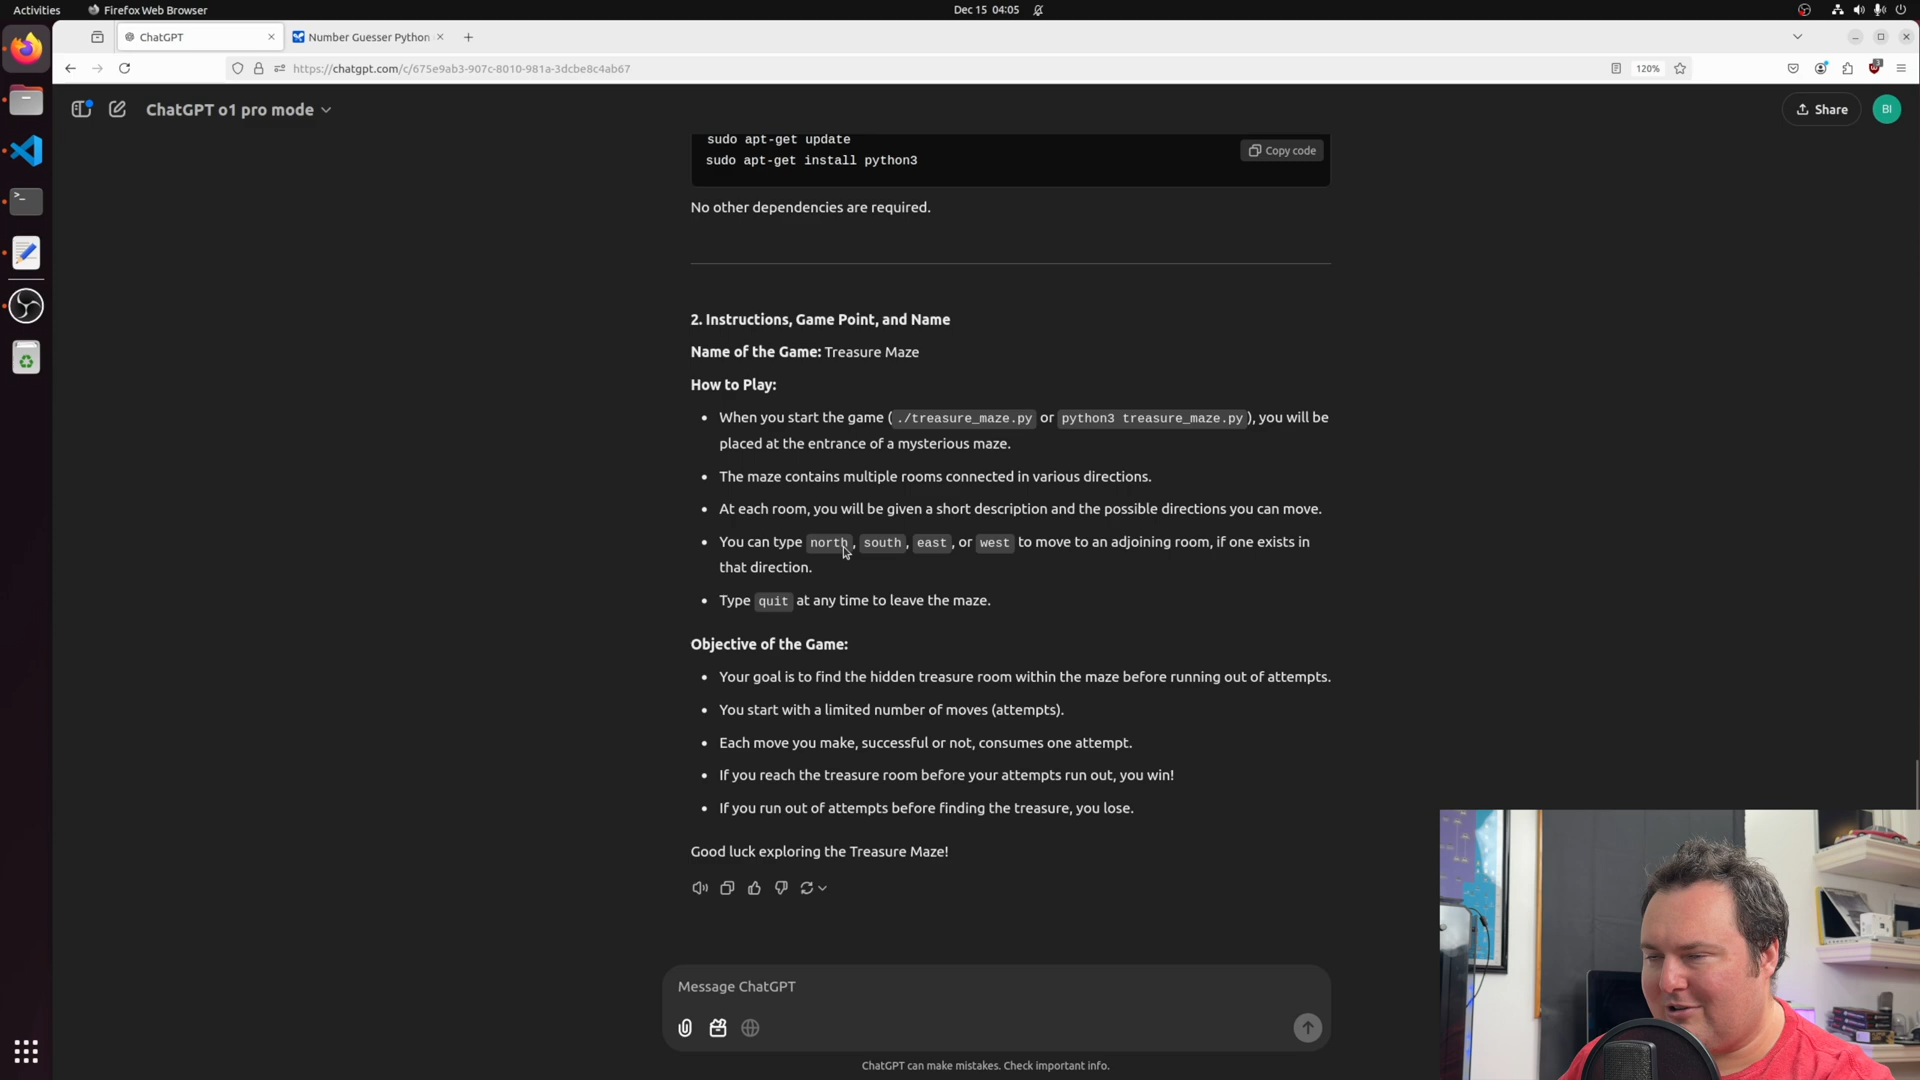 Activities Firefox Web Browser Dec 15 04:05
ChatGPT Number Guesser Python
https://chatgpt.com/c/675e9ab3-907c-8010-981a-3dcbe8c4ab67 120% 3
ChatGPT o1 pro mode Share BI
sudo apt-get update
Copy code
sudo apt-get install python3
No other dependencies are required.
2. Instructions, Game Point, and Name
Name of the Game: Treasure Maze
How to Play:
• When you start the game ( ./treasure_maze.py or python3 treasure_maze.py ), you will be
placed at the entrance of a mysterious maze.
• The maze contains multiple rooms connected in various directions.
• At each room, you will be given a short description and the possible directions you can move.
• You can type north , south , east , or west to move to an adjoining room, if one exists in
that direction.
• Type quit at any time to leave the maze.
Objective of the Game:
• Your goal is to find the hidden treasure room within the maze before running out of attempts.
• You start with a limited number of moves (attempts).
• Each move you make, successful or not, consumes one attempt.
• If you reach the treasure room before your attempts run out, you win!
• If you run out of attempts before finding the treasure, you lose.
Good luck exploring the Treasure Maze!
Message ChatGPT
ChatGPT can make mistakes. Check important info.